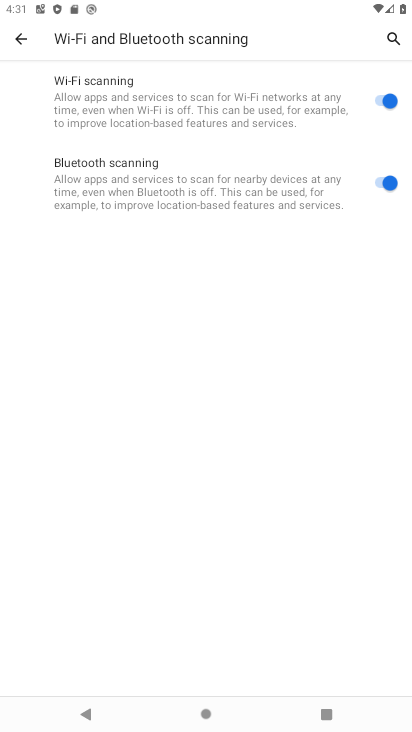 4:31
Wi-Fi and Bluetooth scanning
Wi-Fi scanning
Allow apps and services to scan for Wi-Fi networks at any
time, even when Wi-Fi is off. This can be used, for example,
to improve location-based features and services.
Bluetooth scanning
Allow apps and services to scan for nearby devices at any
time, even when Bluetooth is off. This can be used, for
example, to improve location-based features and services.